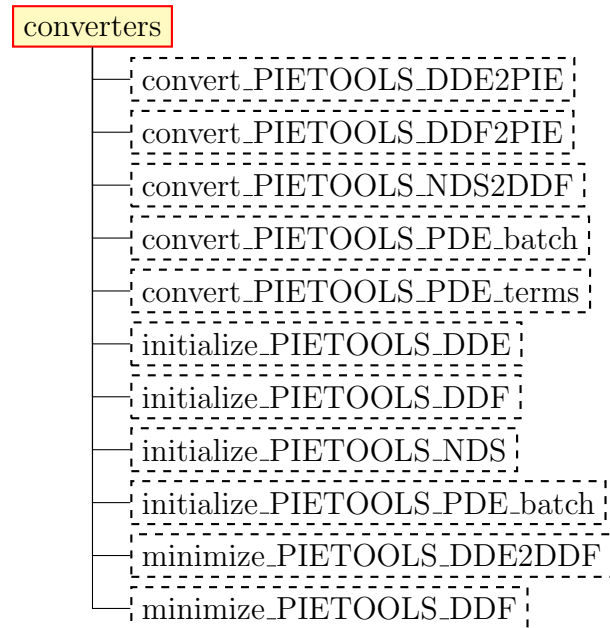 converters
convert_PIETOOLS_DDE2PIE
convert_PIETOOLS_DDF2PIE
convert_PIETOOLS_NDS2DDF
convert_PIETOOLS_PDE_batch
convert_PIETOOLS_PDE_terms
initialize_PIETOOLS_DDE
initialize_PIETOOLS_DDF
initialize_PIETOOLS_NDS
initialize_PIETOOLS_PDE_batch
minimize_PIETOOLS_DDE2DDF
minimize_PIETOOLS_DDF